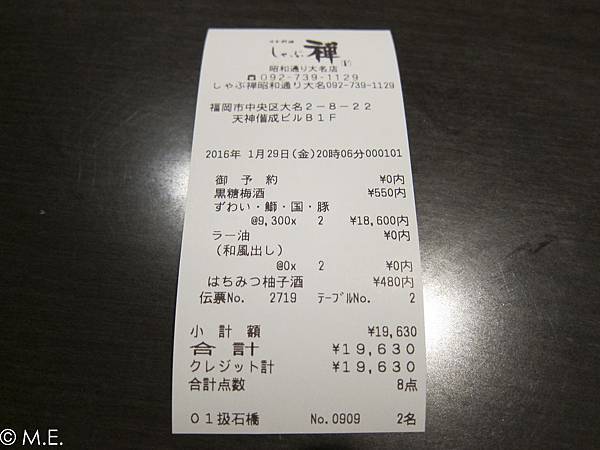 しゃぶ禅
昭和通り大名店
☎092-739-1129
しゃぶ禅昭和通り大名092-739-1129
福岡市中央区大名2-8-22
天神偕成ビルB1F
2016年 1月29日(金)20時06分000101
御 予 約 ¥0内
黒糖梅酒 ¥550内
ずわい・鰤・国・豚
@9,300x 2 ¥18,600内
ラー油 ¥0内
(和風出し)
@0x 2 ¥0内
はちみつ柚子酒 ¥480内
伝票No. 2719 テーブルNo. 2
小 計 額 ¥19,630
合 計 ¥19,630
クレジット計 ¥19,630
合計点数 8点
01扱石橋 No.0909 2名
© M.E.